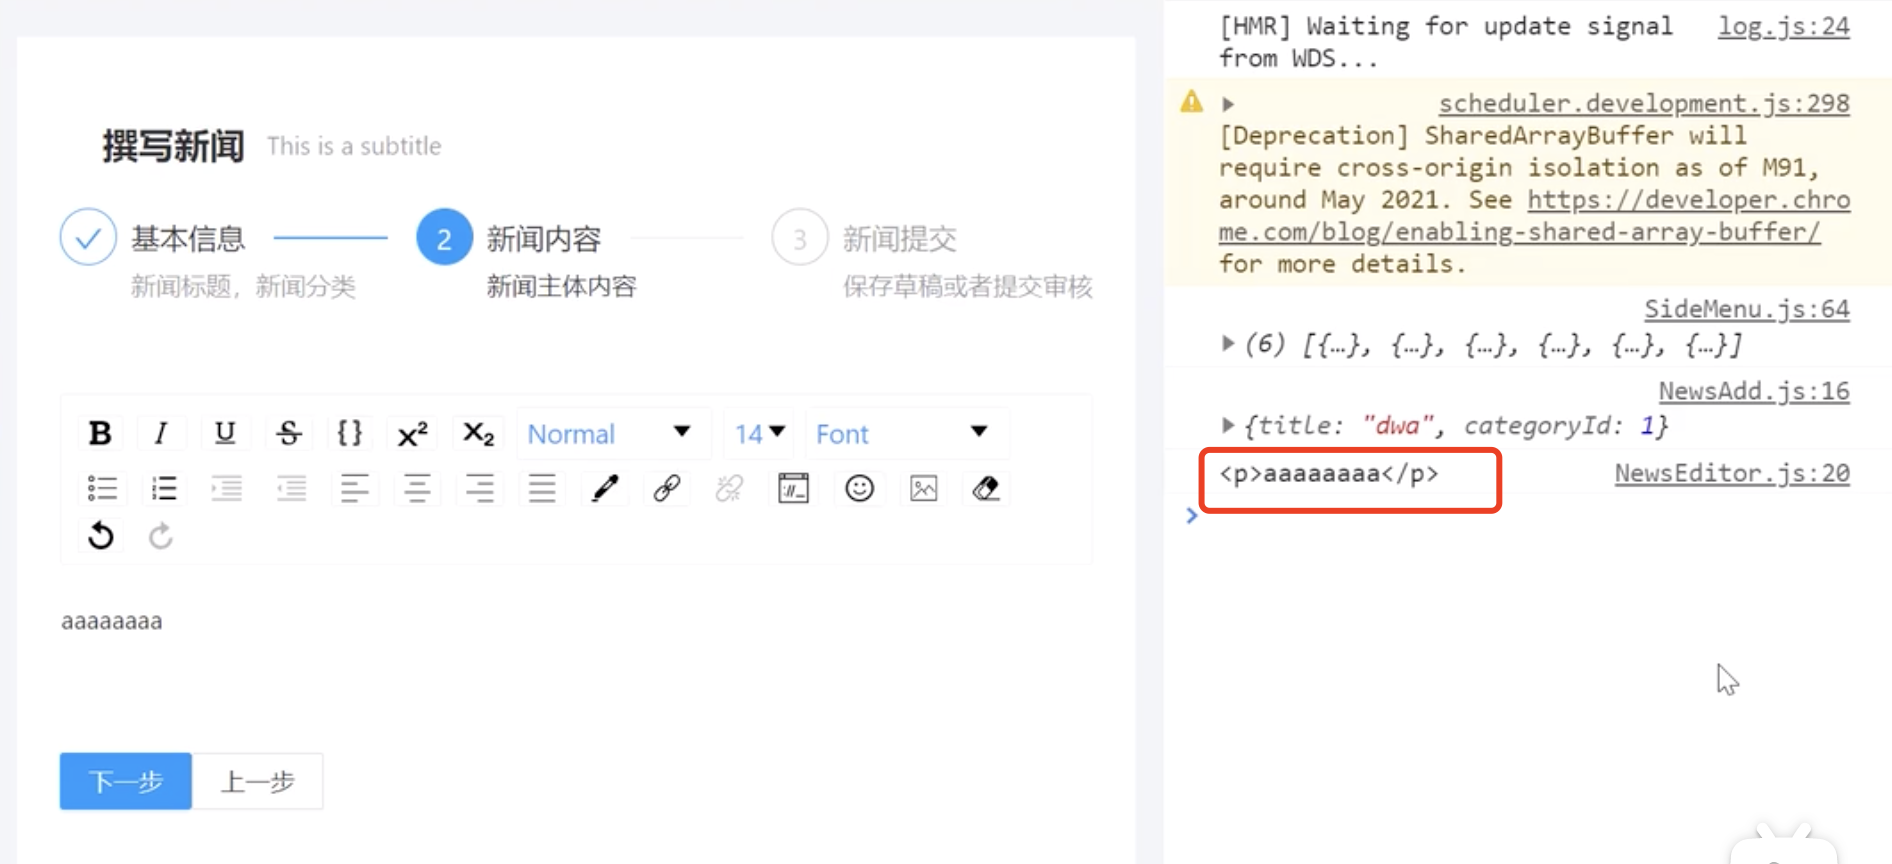 撰写新闻 This is a subtitle
基本信息
新闻标题，新闻分类
2 新闻内容
新闻主体内容
3 新闻提交
保存草稿或者提交审核
B I U S {} x² x₂ Normal 14 Font
aaaaaaaa
下一步 上一步
[HMR] Waiting for update signal log.js:24
from WDS...
scheduler.development.js:298
[Deprecation] SharedArrayBuffer will
require cross-origin isolation as of M91,
around May 2021. See https://developer.chro
me.com/blog/enabling-shared-array-buffer/
for more details.
SideMenu.js:64
(6) [{…}, {…}, {…}, {…}, {…}, {…}]
NewsAdd.js:16
{title: "dwa", categoryId: 1}
<p>aaaaaaaa</p> NewsEditor.js:20